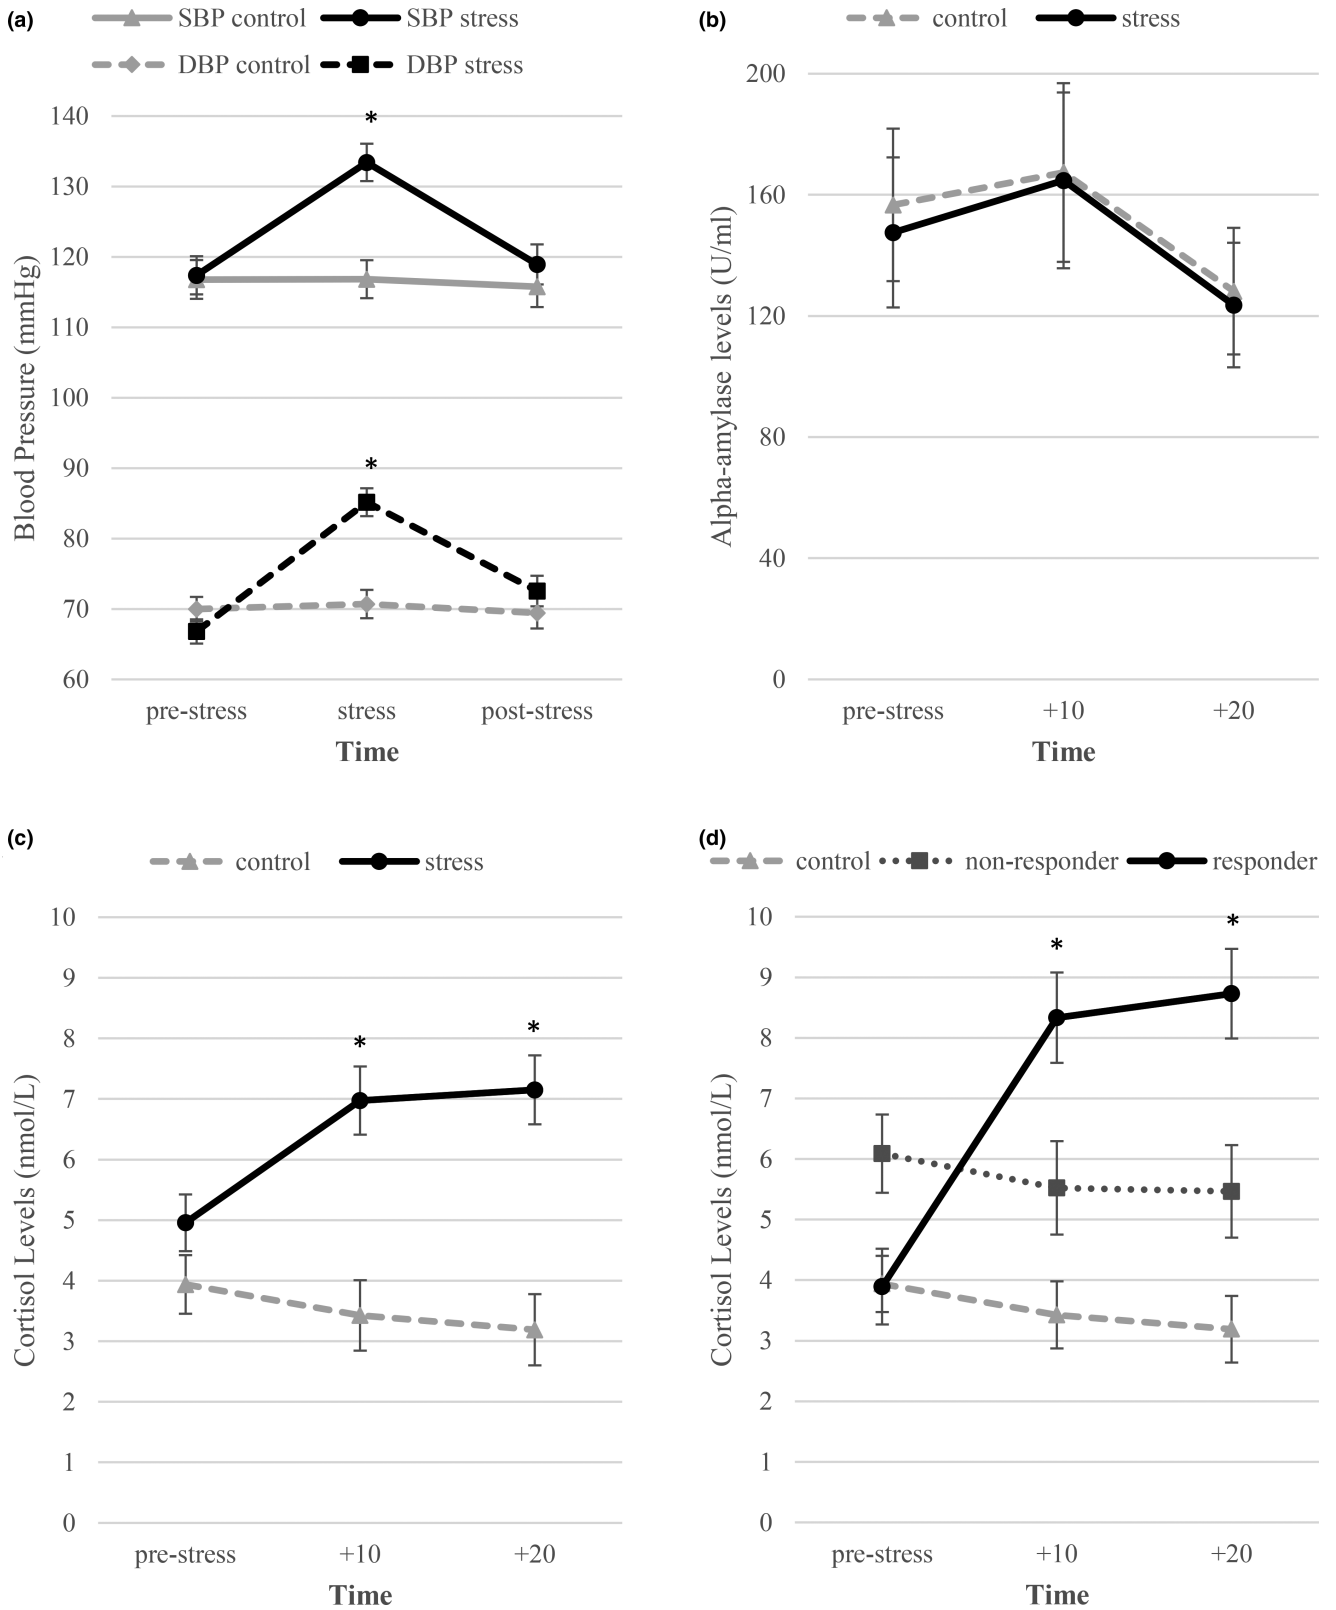 (a)
SBP control SBP stress
DBP control DBP stress
140
130
120
110
100
90
80
70
60
*
*
Blood Pressure (mmHg)
pre-stress stress post-stress
Time
(b)
control stress
200
160
120
80
40
0
Alpha-amylase levels (U/ml)
pre-stress +10 +20
Time
(c)
control stress
10
9
8
7
6
5
4
3
2
1
0
* *
Cortisol Levels (nmol/L)
pre-stress +10 +20
Time
(d)
control non-responder responder
10
9
8
7
6
5
4
3
2
1
0
* *
Cortisol Levels (nmol/L)
pre-stress +10 +20
Time